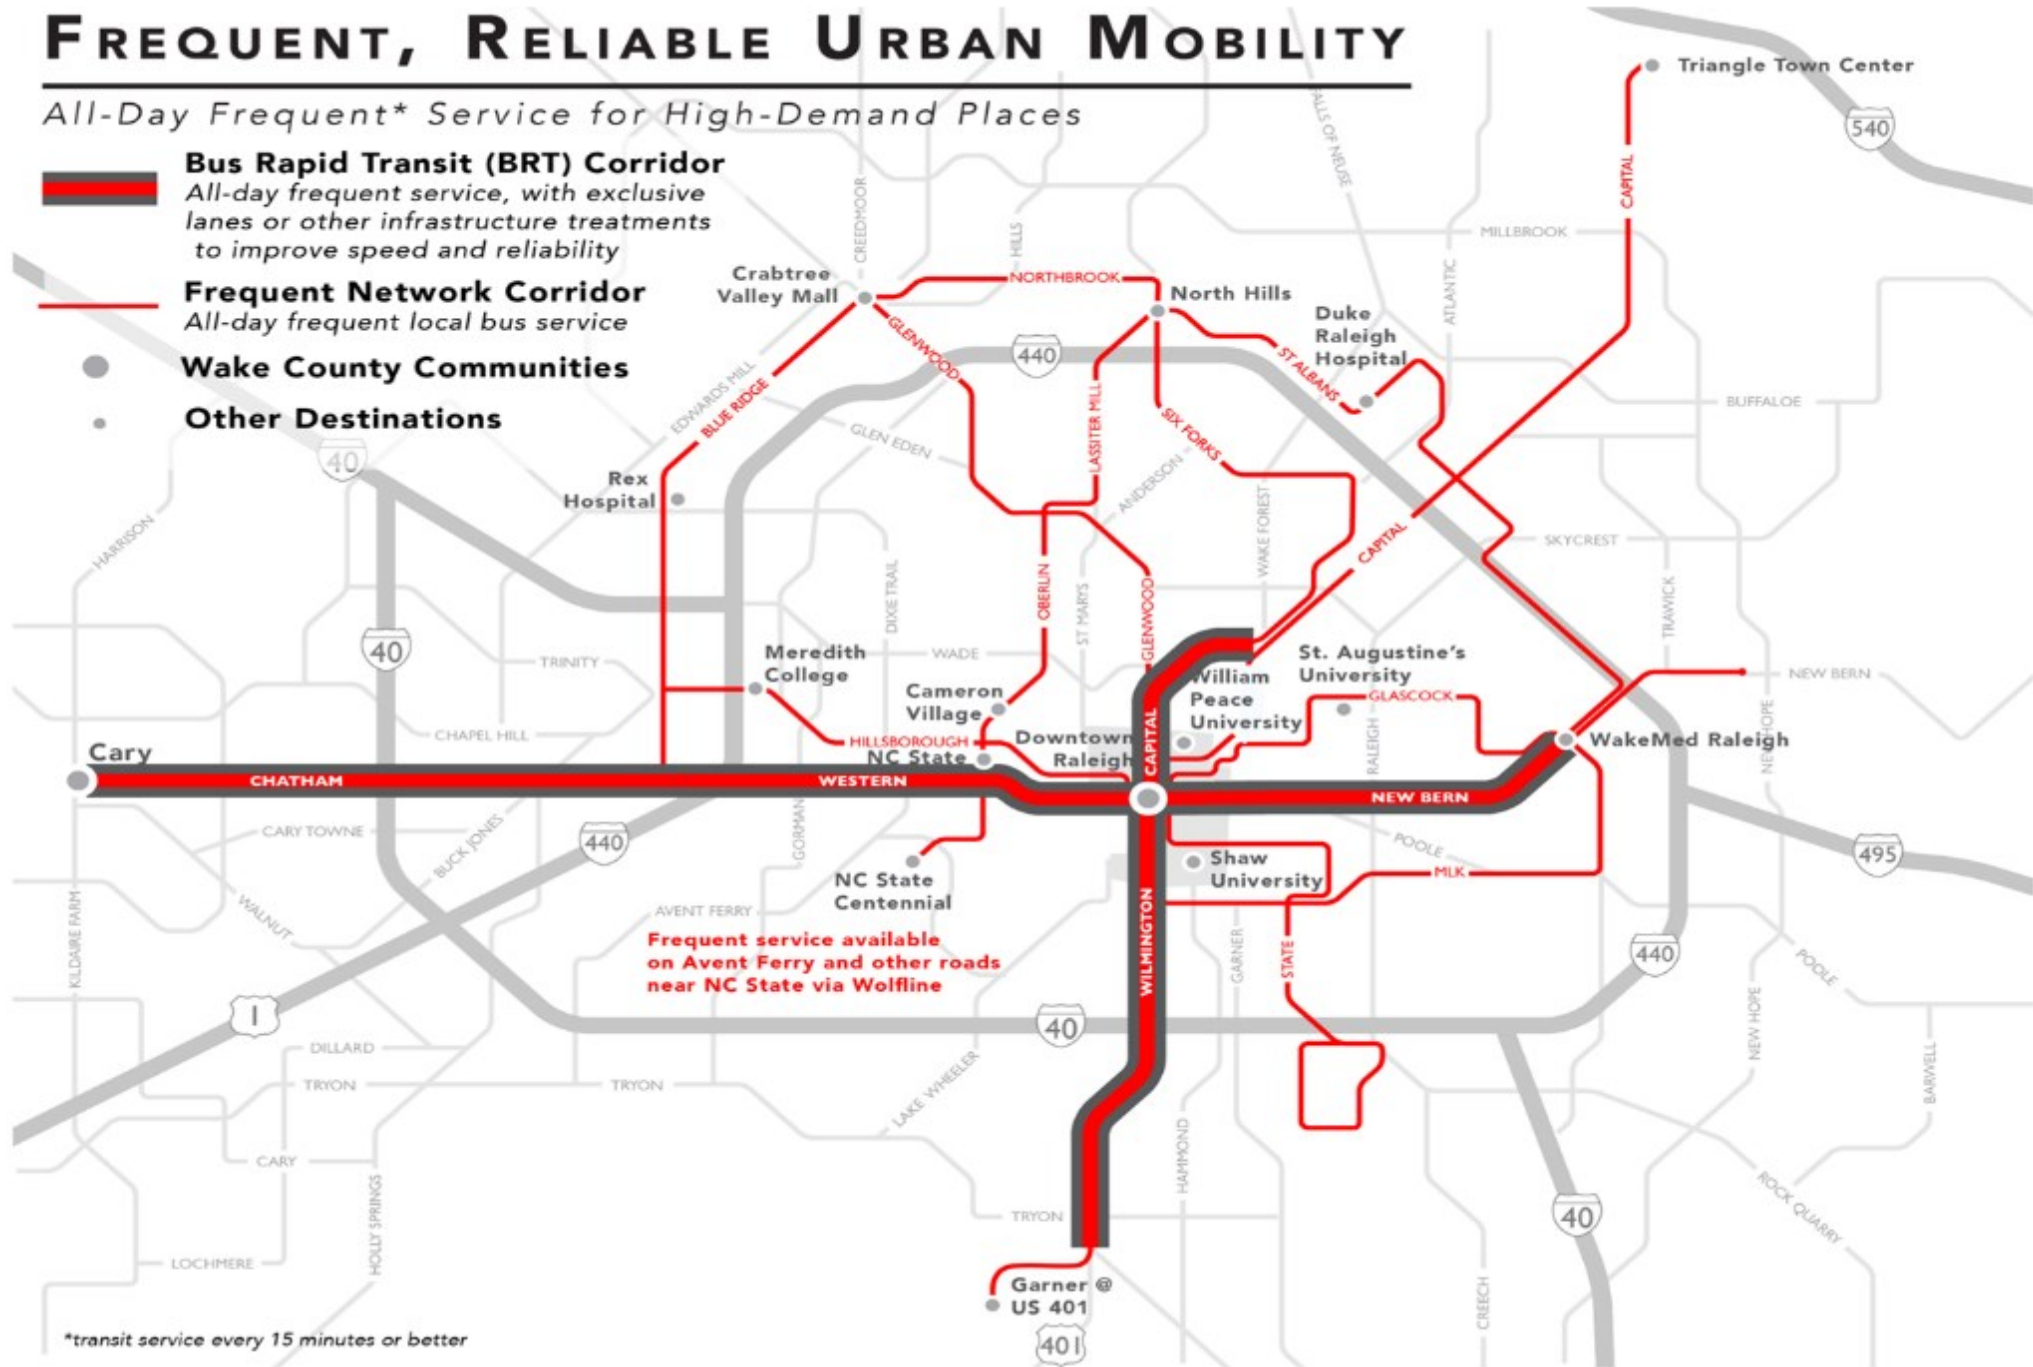 FREQUENT, RELIABLE URBAN MOBILITY
All-Day Frequent* Service for High-Demand Places
Bus Rapid Transit (BRT) Corridor
All-day frequent service, with exclusive
lanes or other infrastructure treatments
to improve speed and reliability
Frequent Network Corridor
All-day frequent local bus service
Wake County Communities
Other Destinations
Triangle Town Center
540
FALLS OF NEUSE
CAPITAL
CREEDMOOR
HILLS
ATLANTIC
MILLBROOK
Crabtree
Valley Mall
NORTHBROOK
North Hills
Duke
Raleigh
Hospital
GLENWOOD
440
ST ALBANS
EDWARDS MILL
BLUE RIDGE
LASSITER MILL
SIX FORKS
BUFFALOE
GLEN EDEN
ANDERSON
40
Rex
Hospital
HARRISON
WAKE FOREST
CAPITAL
SKYCREST
DIXIE TRAIL
OBERLIN
ST MARYS
GLENWOOD
TRAWICK
40
TRINITY
Meredith
College
WADE
St. Augustine's
University
William
Peace
University
GLASCOCK
NEW BERN
Cameron
Village
RALEIGH
NEW HOPE
CHAPEL HILL
HILLSBOROUGH
Downtown
Raleigh
CAPITAL
WakeMed Raleigh
Cary
NC State
CHATHAM
WESTERN
NEW BERN
CARY TOWNE
BUCK JONES
440
GORMAN
POOLE
495
NC State
Centennial
Shaw
University
MLK
KILDAIRE FARM
WALNUT
AVENT FERRY
WILMINGTON
GARNER
STATE
440
POOLE
Frequent service available
on Avent Ferry and other roads
near NC State via Wolfline
1
40
NEW HOPE
DILLARD
TRYON
TRYON
LAKE WHEELER
BARWELL
CARY
HOLLY SPRINGS
HAMMOND
ROCK QUARRY
TRYON
40
LOCHMERE
Garner @
US 401
CREECH
401
*transit service every 15 minutes or better